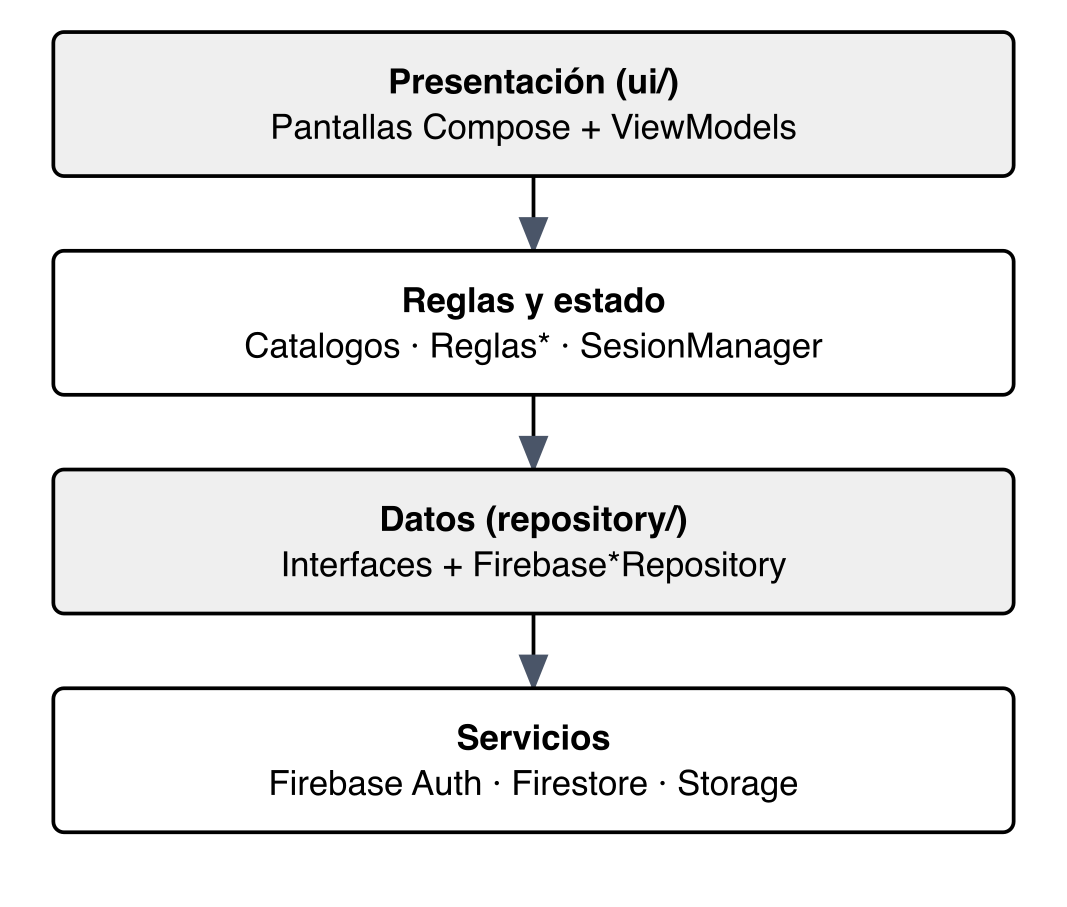 Presentación (ui/)
Pantallas Compose + ViewModels
Reglas y estado
Catalogos · Reglas* · SesionManager
Datos (repository/)
Interfaces + Firebase*Repository
Servicios
Firebase Auth · Firestore · Storage